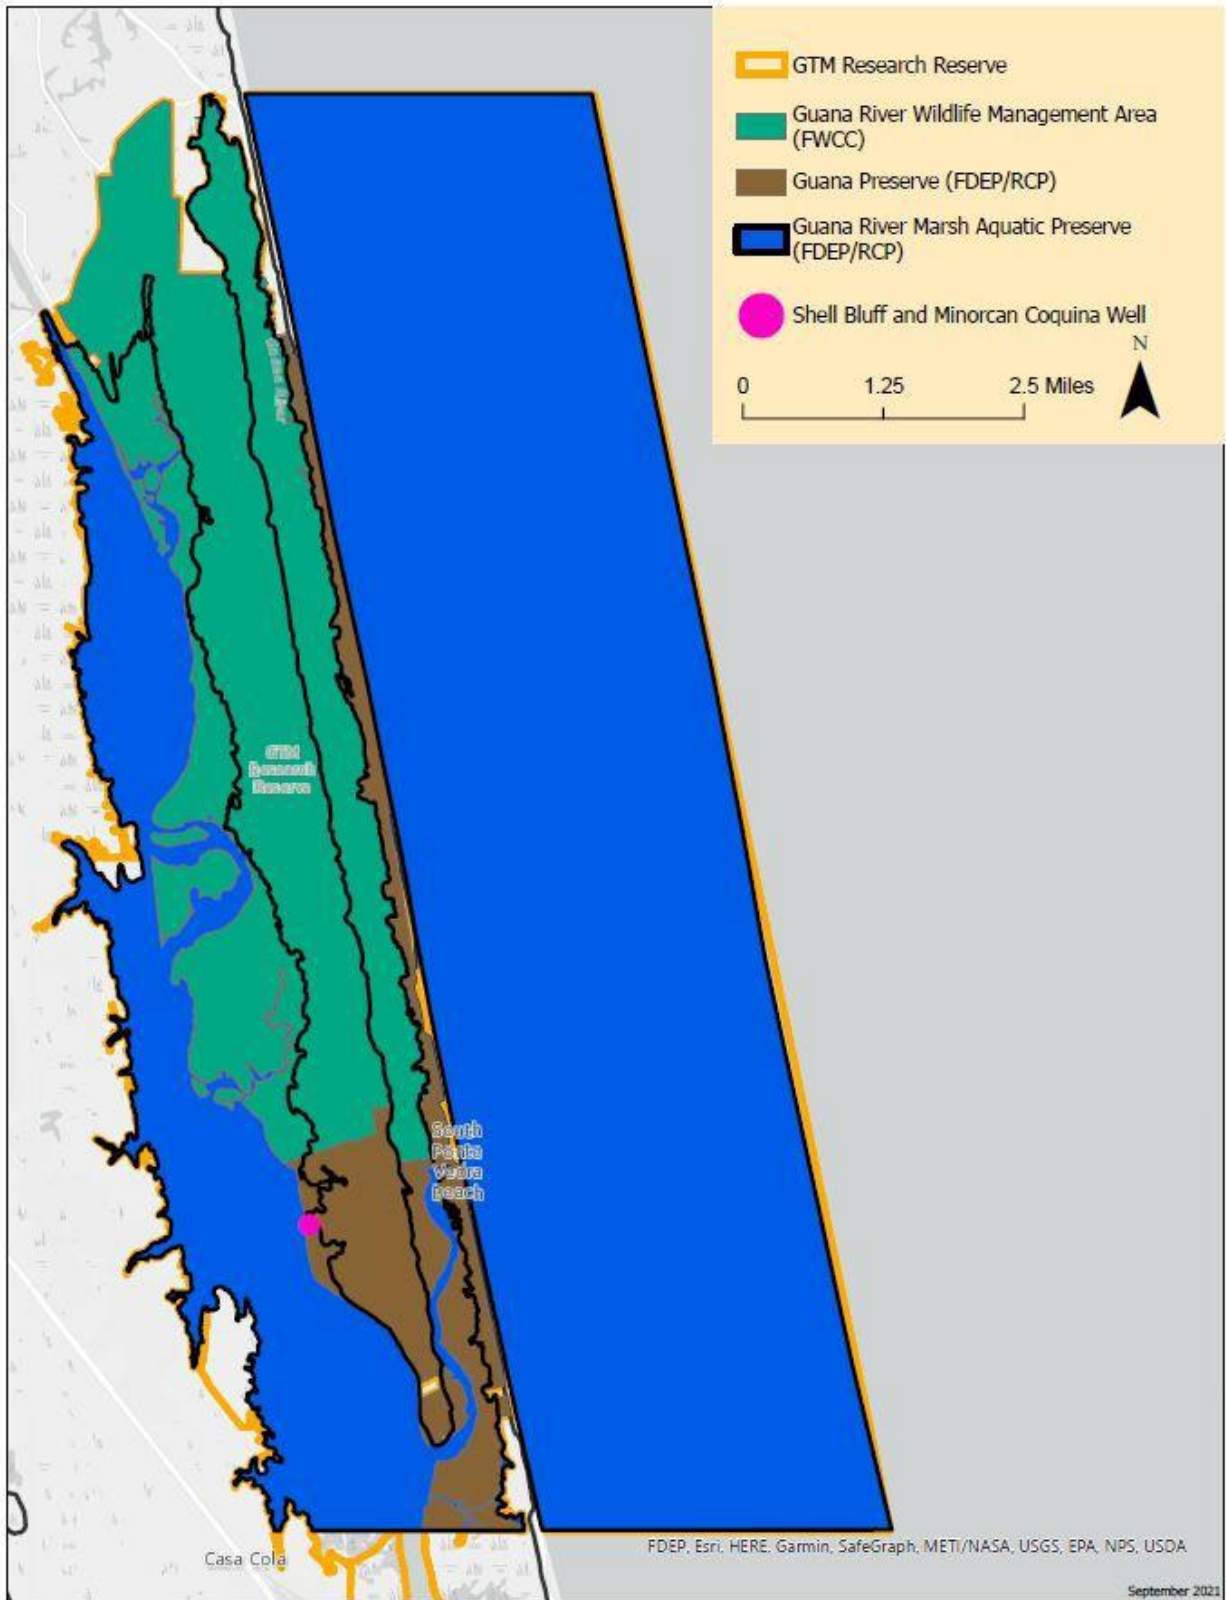 GTM Research Reserve
Guana River Wildlife Management Area
(FWCC)
Guana Preserve (FDEP/RCP)
Guana River Marsh Aquatic Preserve
(FDEP/RCP)
Shell Bluff and Minorcan Coquina Well
N
0 1.25 2.5 Miles
GTM
Research
Reserve
South
Ponte
Vedra
Beach
Casa Cola
FDEP, Esri, HERE, Garmin, SafeGraph, METI/NASA, USGS, EPA, NPS, USDA
September 2021